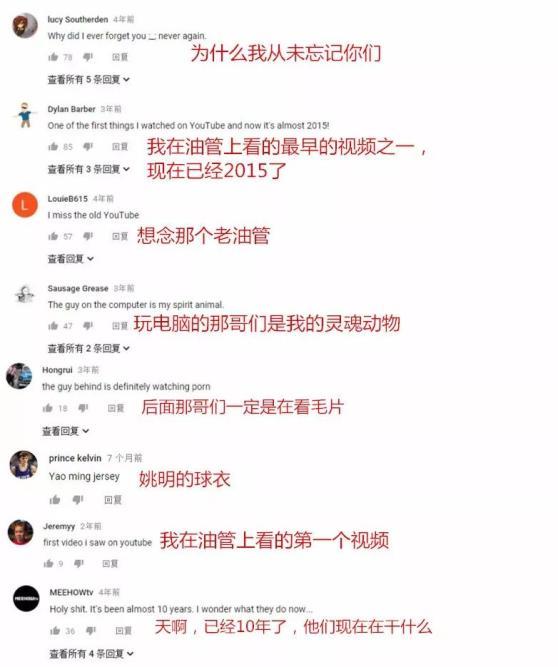 lucy Southerden 4年前
Why did I ever forget you ;_; never again.
78 回复
为什么我从未忘记你们
查看所有 5 条回复
Dylan Barber 3年前
One of the first things I watched on YouTube and now it's almost 2015!
85 回复
我在油管上看的最早的视频之一，
现在已经2015了
查看所有 3 条回复
L
LouieB615 4年前
I miss the old YouTube
57 回复
想念那个老油管
查看回复
Sausage Grease 3年前
The guy on the computer is my spirit animal.
47 回复
玩电脑的那哥们是我的灵魂动物
查看所有 2 条回复
Hongrui 3年前
the guy behind is definitely watching porn
18 回复
后面那哥们一定是在看毛片
查看回复
prince kelvin 7 个月前
Yao ming jersey
姚明的球衣
回复
Jeremyy 2年前
first video i saw on youtube
我在油管上看的第一个视频
9 回复
MEEHOWtv
MEEHOWtv 4年前
Holy shit. It's been almost 10 years. I wonder what they do now...
36 回复
天啊，已经10年了，他们现在在干什么
查看所有 4 条回复